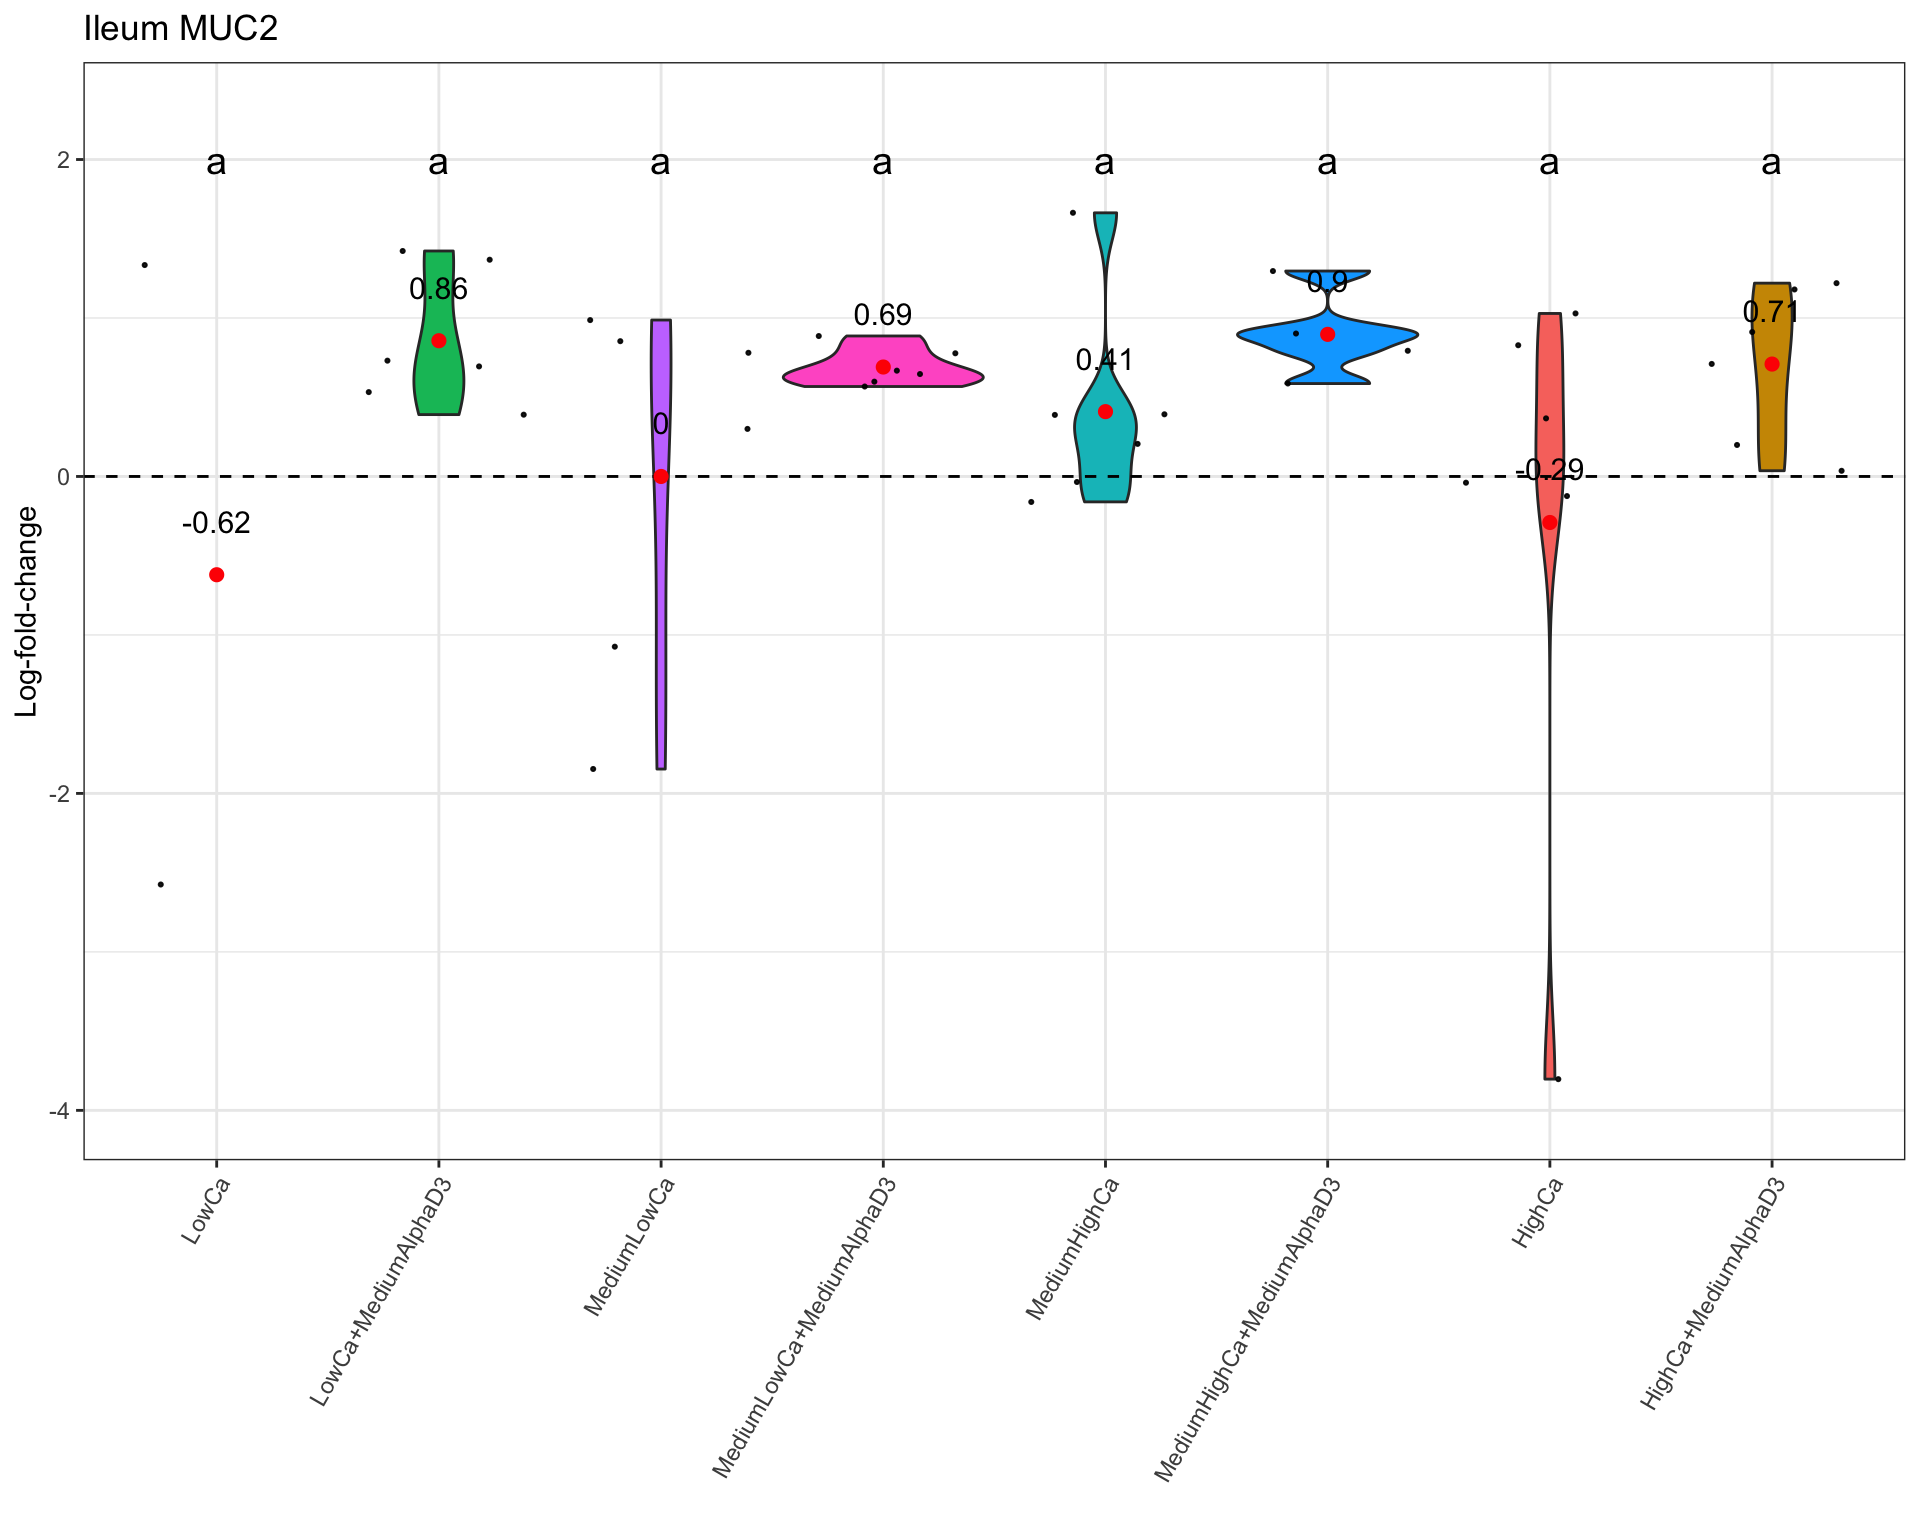 Ileum MUC2
Log-fold-change
2
0
-2
-4
a a a a a a a a
-0.62 0.86 0 0.69 0.41 0.9 -0.29 0.71
LowCa
LowCa+MediumAlphaD3
MediumLowCa
MediumLowCa+MediumAlphaD3
MediumHighCa
MediumHighCa+MediumAlphaD3
HighCa
HighCa+MediumAlphaD3